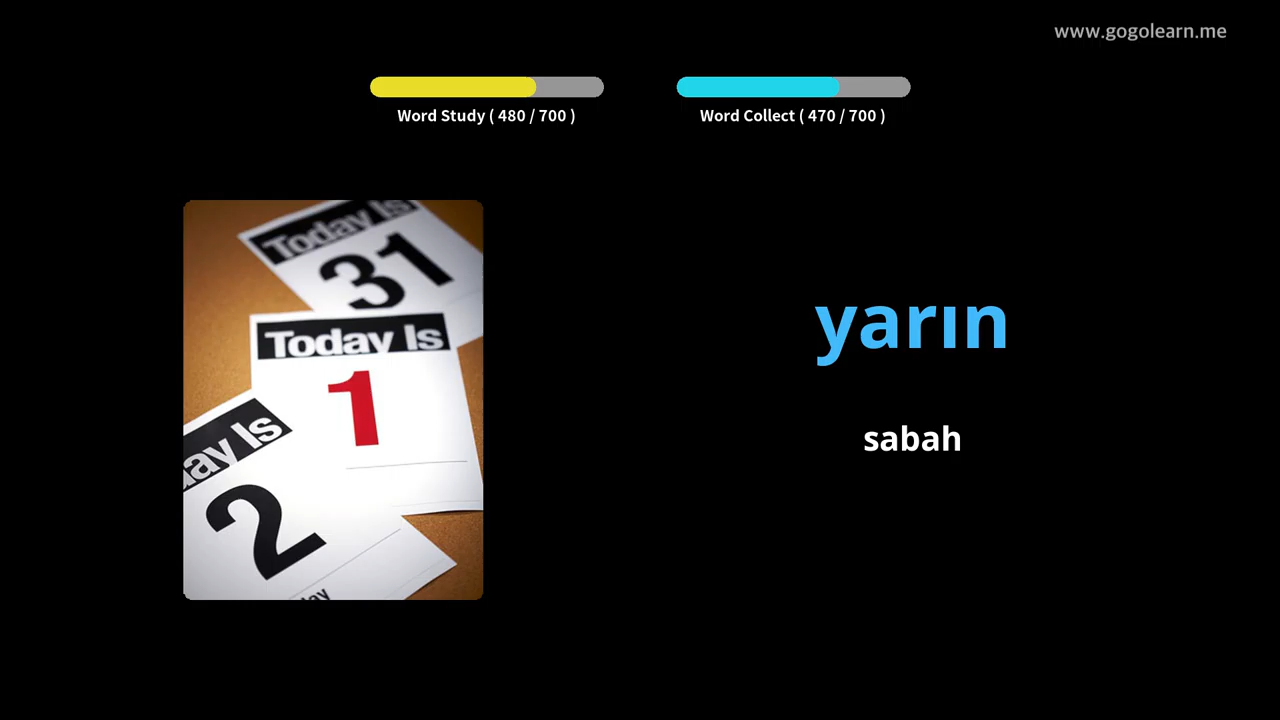 www.gogolearn.me
Word Study ( 480 / 700 )
Word Collect ( 470 / 700 )
Today Is
31
Today Is
1
yarın
ay Is
sabah
2
ay